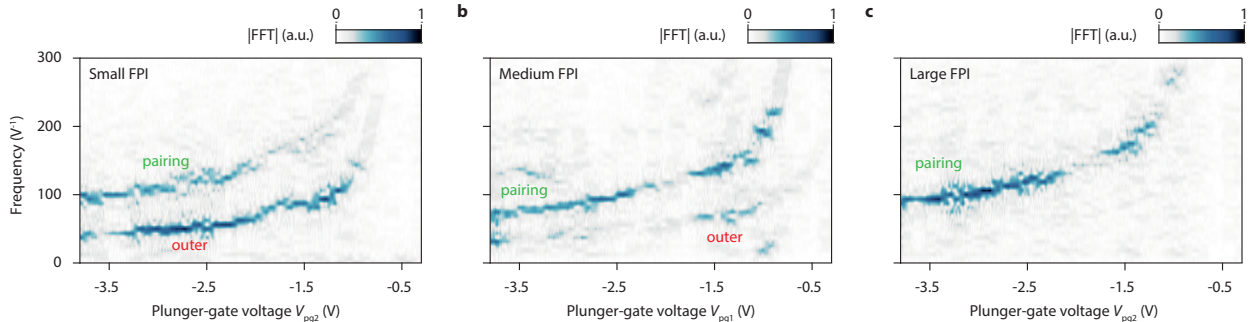 0 1
|FFT| (a.u.)
Small FPI
pairing
outer
300
200
100
0
Frequency (V⁻¹)
-3.5 -2.5 -1.5 -0.5
Plunger-gate voltage Vpg2 (V)
b
0 1
|FFT| (a.u.)
Medium FPI
pairing
outer
-3.5 -2.5 -1.5 -0.5
Plunger-gate voltage Vpg1 (V)
c
0 1
|FFT| (a.u.)
Large FPI
pairing
-3.5 -2.5 -1.5 -0.5
Plunger-gate voltage Vpg2 (V)